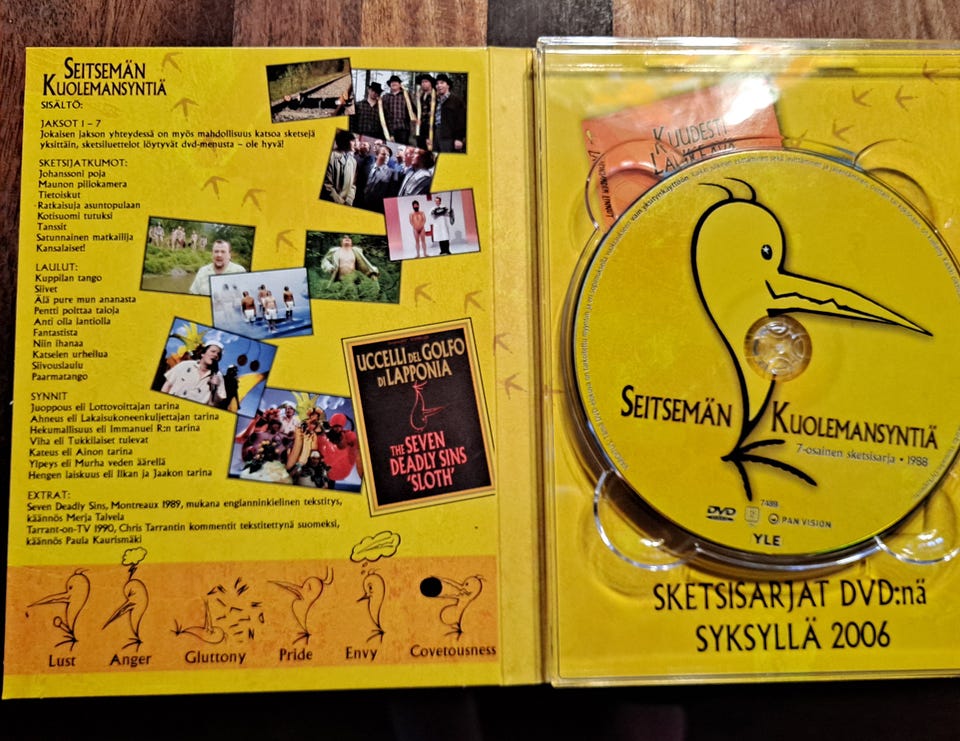 SEITSEMÄN
KUOLEMANSYNTIÄ
SISÄLTÖ:
JAKSOT 1 – 7
Jokaisen jakson yhteydessä on myös mahdollisuus katsoa sketsejä
yksittäin, sketsiluettelot löytyvät dvd-menusta – ole hyvä!
SKETSIJATKUMOT:
Johanssoni poja
Maunon piilokamera
Tietoiskut
Ratkaisuja asuntopulaan
Kotisuomi tutuksi
Tanssit
Satunnainen matkailija
Kansalaiset!
LAULUT:
Kuppilan tango
Siivet
Älä pure mun ananasta
Pentti polttaa taloja
Anti olla lantiolla
Fantastista
Niin ihanaa
Katselen urheilua
Siivouslaulu
Paarmatango
SYNNIT
Juoppous eli Lottovoittajan tarina
Ahneus eli Lakaisukoneenkuljettajan tarina
Hekumallisuus eli Immanuel R:n tarina
Viha eli Tukkilaiset tulevat
Kateus eli Ainon tarina
Ylpeys eli Murha veden äärellä
Hengen laiskuus eli Ilkan ja Jaakon tarina
EXTRAT:
Seven Deadly Sins, Montreaux 1989, mukana englanninkielinen tekstitys,
käännös Merja Talvela
Tarrant-on-TV 1990, Chris Tarrantin kommentit tekstitettynä suomeksi,
käännös Paula Kaurismäki
UCCELLI DEL GOLFO
DI LAPPONIA
THE SEVEN
DEADLY SINS
'SLOTH'
Lust Anger Gluttony Pride Envy Covetousness
KUUDESTI
LAUKEAVA
SEITSEMÄN
KUOLEMANSYNTIÄ
7-osainen sketsisarja • 1988
7489
DVD 2 PAN VISION
YLE
SKETSISARJAT DVD:nä
SYKSYLLÄ 2006